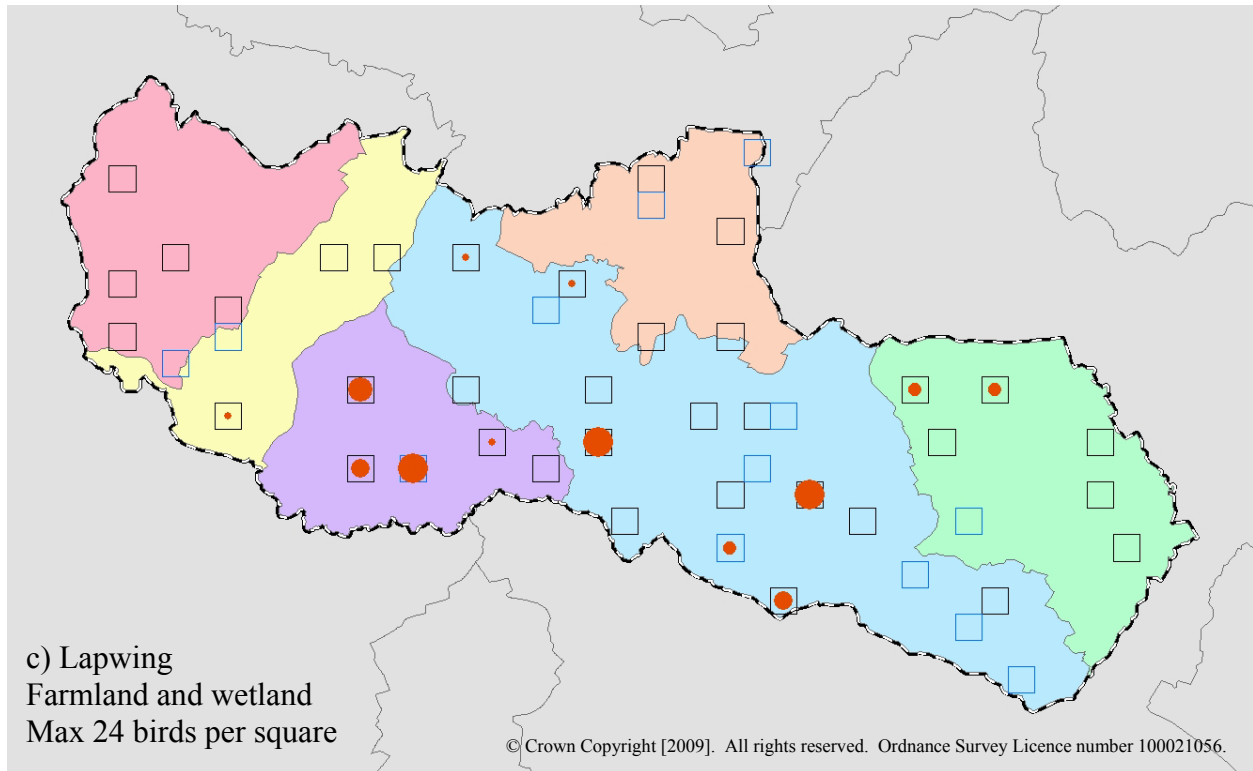 c) Lapwing
Farmland and wetland
Max 24 birds per square
© Crown Copyright [2009].  All rights reserved.  Ordnance Survey Licence number 100021056.